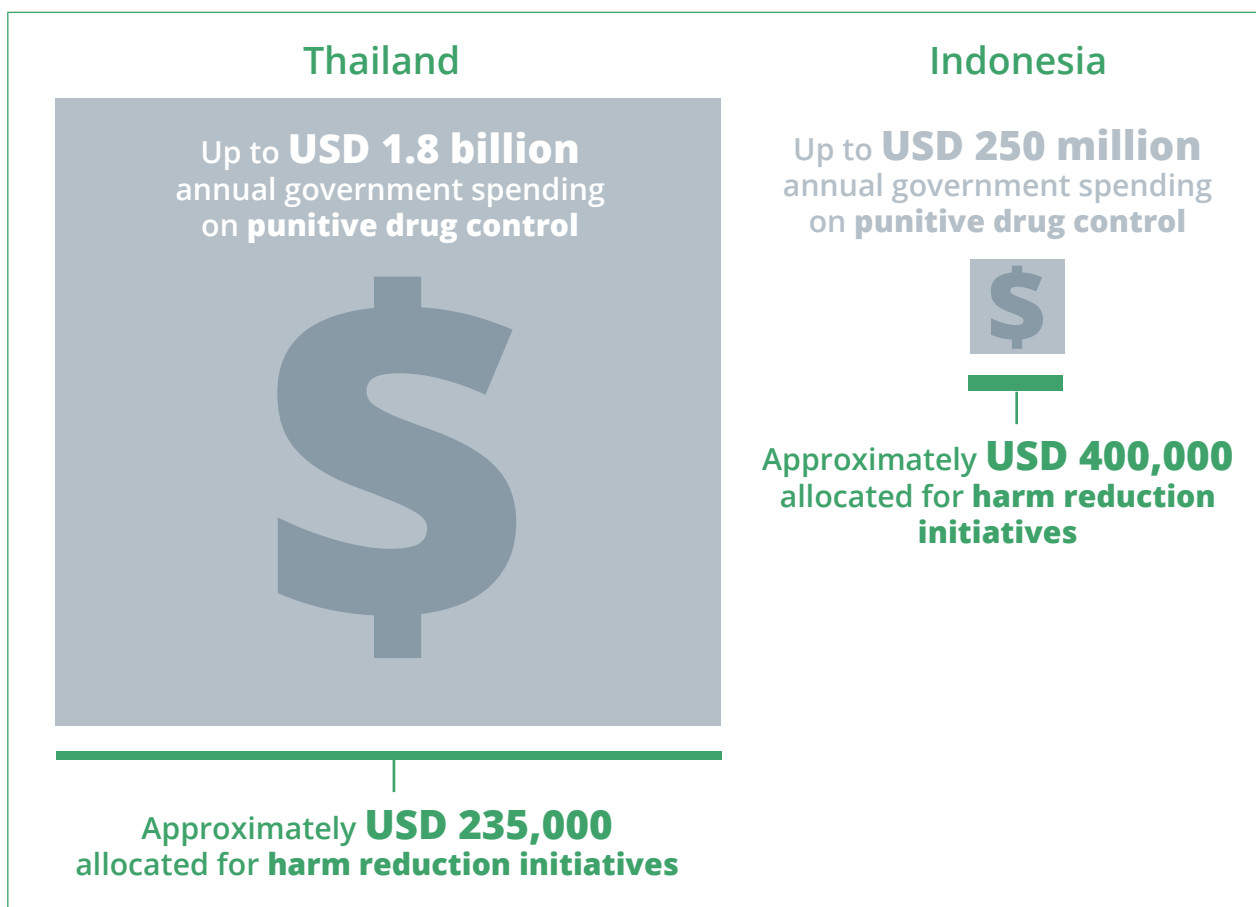 Thailand
Up to USD 1.8 billion
annual government spending
on punitive drug control
$
Approximately USD 235,000
allocated for harm reduction initiatives
Indonesia
Up to USD 250 million
annual government spending
on punitive drug control
$
Approximately USD 400,000
allocated for harm reduction
initiatives